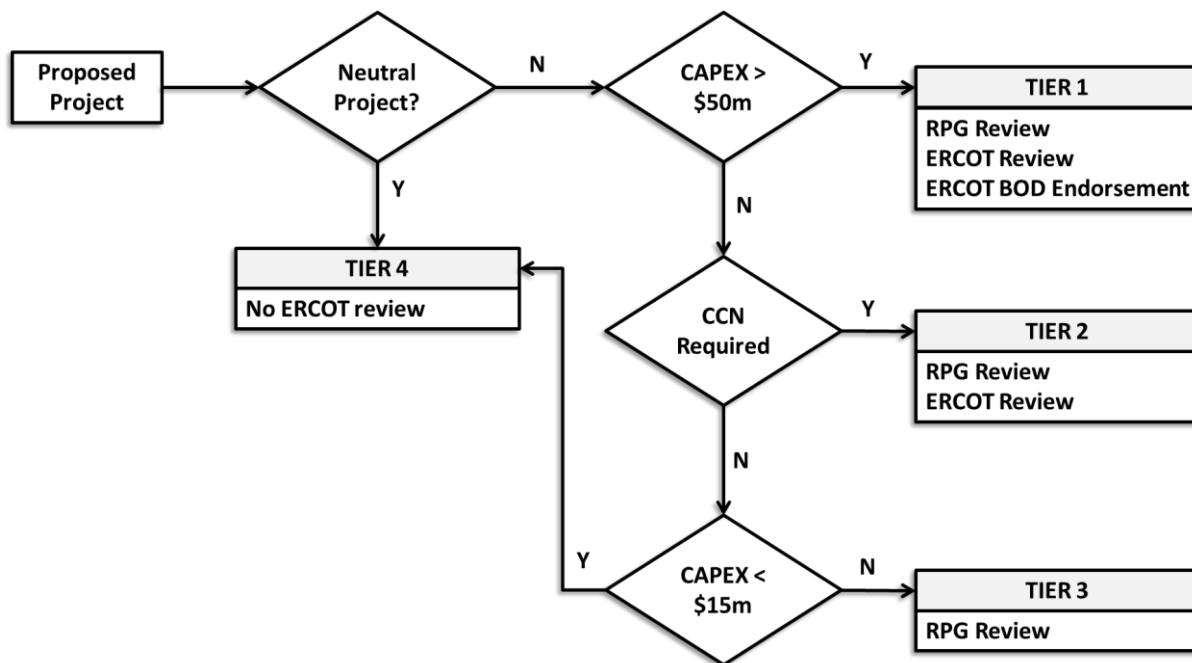 Proposed
Project
Neutral
Project?
N
CAPEX >
$50m
Y
TIER 1
RPG Review
ERCOT Review
ERCOT BOD Endorsement
Y
N
TIER 4
No ERCOT review
CCN
Required
Y
TIER 2
RPG Review
ERCOT Review
N
Y
CAPEX <
$15m
N
TIER 3
RPG Review